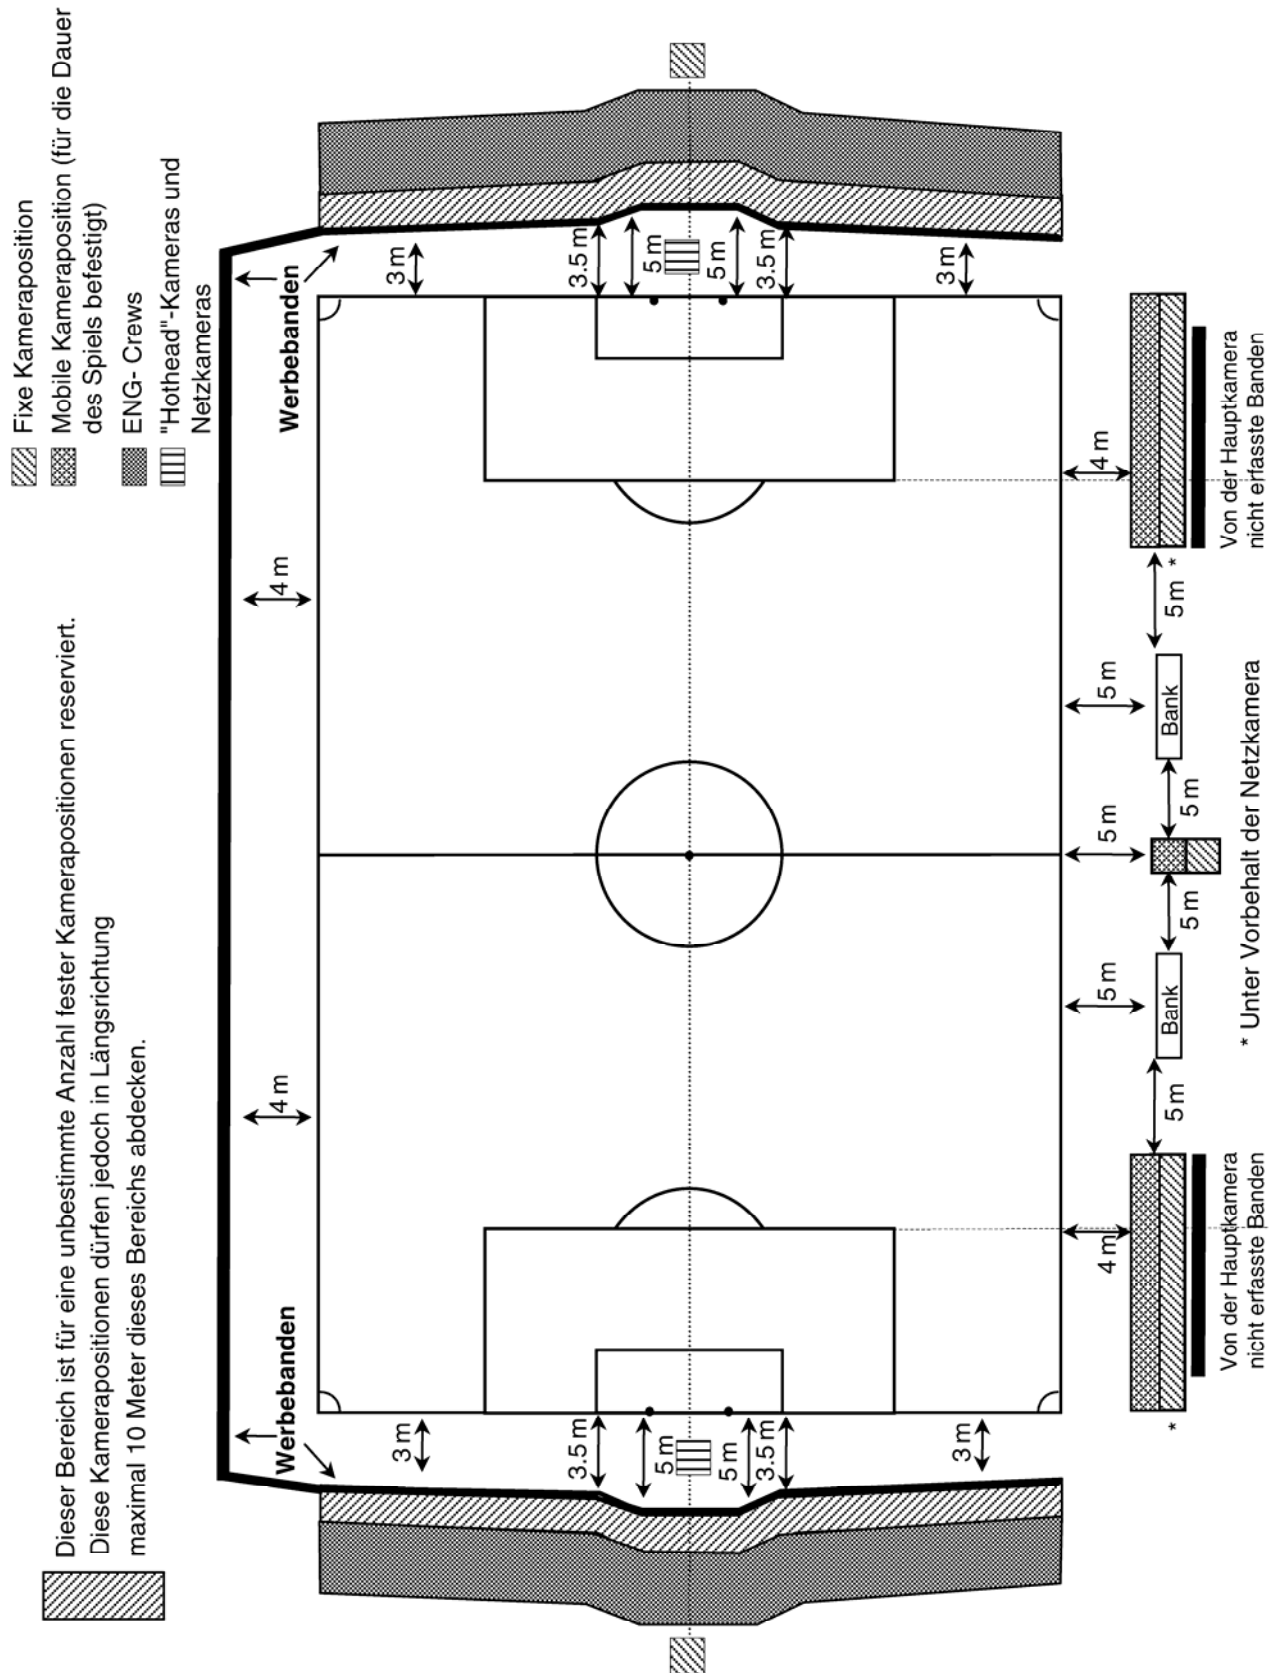 Dieser Bereich ist für eine unbestimmte Anzahl fester Kamerapositionen reserviert.
Diese Kamerapositionen dürfen jedoch in Längsrichtung
maximal 10 Meter dieses Bereichs abdecken.
Fixe Kameraposition
Mobile Kameraposition (für die Dauer
des Spiels befestigt)
ENG- Crews
"Hothead"-Kameras und
Netzkameras
Werbebanden
Werbebanden
4 m
4 m
3 m
3 m
3.5 m
3.5 m
5 m
5 m
5 m
5 m
3.5 m
3.5 m
3 m
3 m
4 m
5 m
5 m
5 m
4 m
5 m
Bank
5 m
5 m
Bank
5 m
*
*
Von der Hauptkamera
nicht erfasste Banden
* Unter Vorbehalt der Netzkamera
Von der Hauptkamera
nicht erfasste Banden